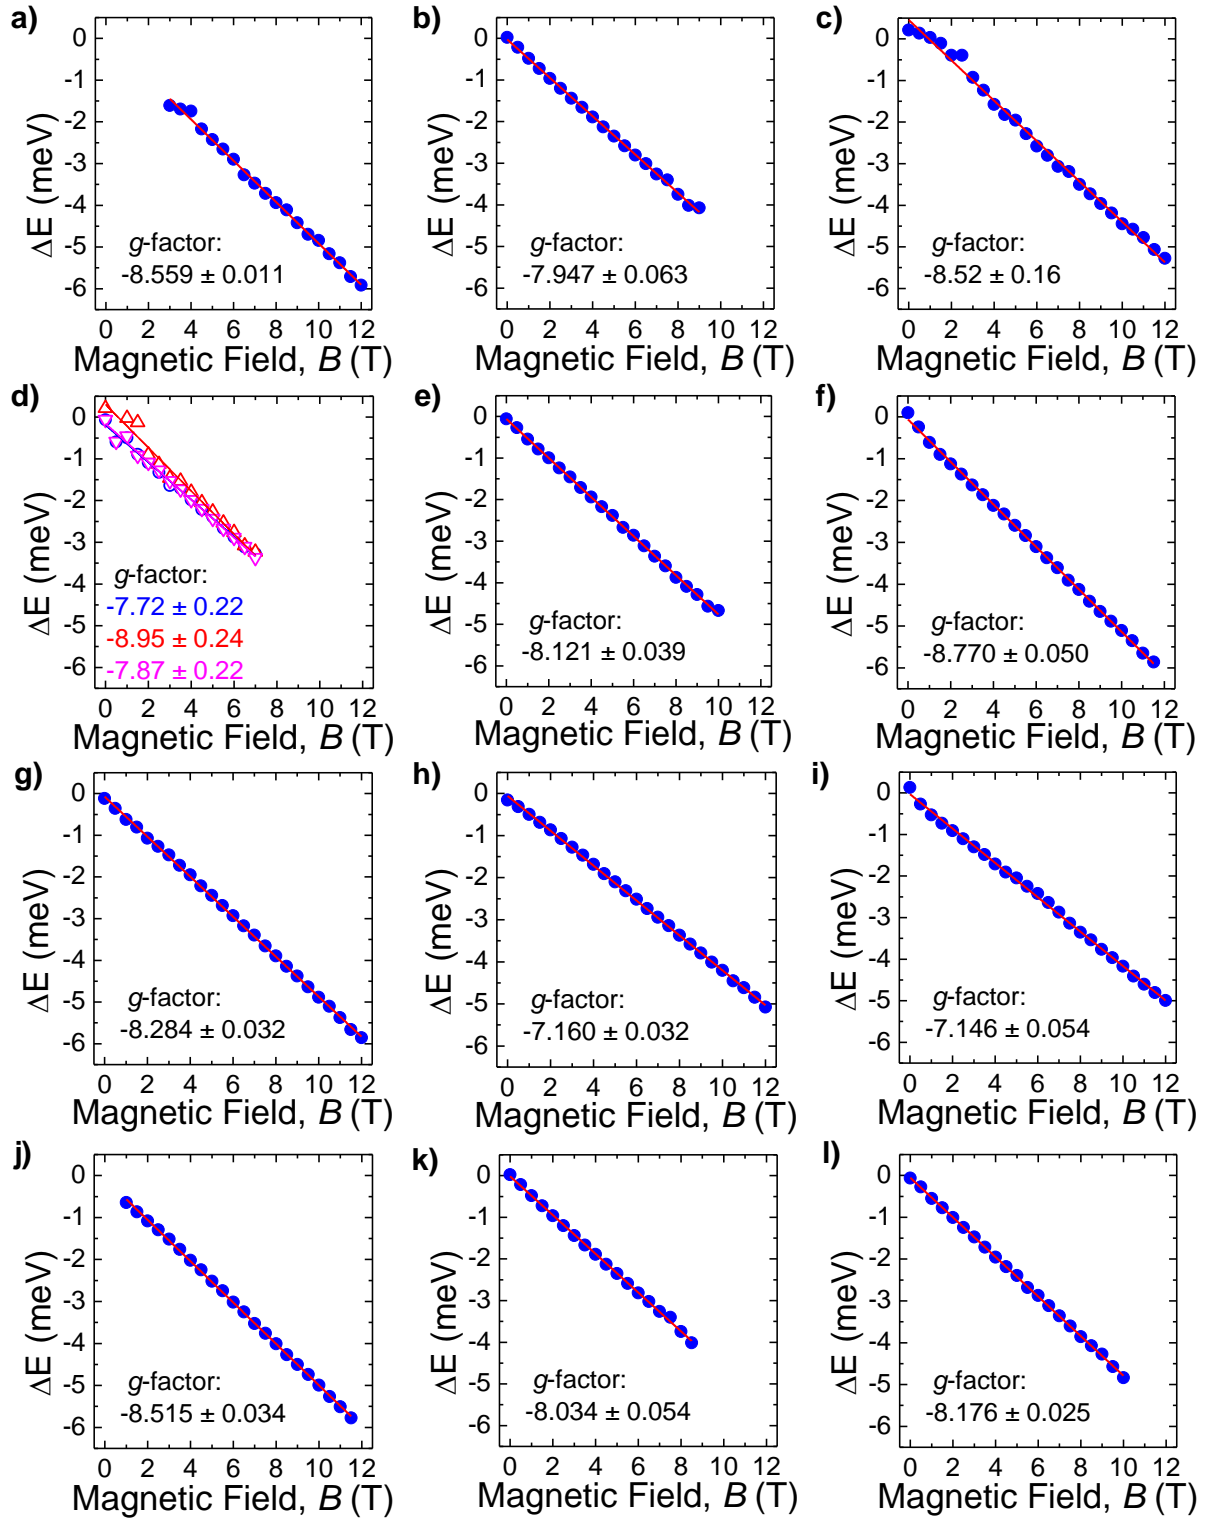 a)
0
-1
-2
-3
-4
-5
-6
ΔE (meV)
g-factor:
-8.559 ± 0.011
0 2 4 6 8 10 12
Magnetic Field, B (T)
b)
0
-1
-2
-3
-4
-5
-6
ΔE (meV)
g-factor:
-7.947 ± 0.063
0 2 4 6 8 10 12
Magnetic Field, B (T)
c)
0
-1
-2
-3
-4
-5
-6
ΔE (meV)
g-factor:
-8.52 ± 0.16
0 2 4 6 8 10 12
Magnetic Field, B (T)
d)
0
-1
-2
-3
-4
-5
-6
ΔE (meV)
g-factor:
-7.72 ± 0.22
-8.95 ± 0.24
-7.87 ± 0.22
0 2 4 6 8 10 12
Magnetic Field, B (T)
e)
0
-1
-2
-3
-4
-5
-6
ΔE (meV)
g-factor:
-8.121 ± 0.039
0 2 4 6 8 10 12
Magnetic Field, B (T)
f)
0
-1
-2
-3
-4
-5
-6
ΔE (meV)
g-factor:
-8.770 ± 0.050
0 2 4 6 8 10 12
Magnetic Field, B (T)
g)
0
-1
-2
-3
-4
-5
-6
ΔE (meV)
g-factor:
-8.284 ± 0.032
0 2 4 6 8 10 12
Magnetic Field, B (T)
h)
0
-1
-2
-3
-4
-5
-6
ΔE (meV)
g-factor:
-7.160 ± 0.032
0 2 4 6 8 10 12
Magnetic Field, B (T)
i)
0
-1
-2
-3
-4
-5
-6
ΔE (meV)
g-factor:
-7.146 ± 0.054
0 2 4 6 8 10 12
Magnetic Field, B (T)
j)
0
-1
-2
-3
-4
-5
-6
ΔE (meV)
g-factor:
-8.515 ± 0.034
0 2 4 6 8 10 12
Magnetic Field, B (T)
k)
0
-1
-2
-3
-4
-5
-6
ΔE (meV)
g-factor:
-8.034 ± 0.054
0 2 4 6 8 10 12
Magnetic Field, B (T)
l)
0
-1
-2
-3
-4
-5
-6
ΔE (meV)
g-factor:
-8.176 ± 0.025
0 2 4 6 8 10 12
Magnetic Field, B (T)